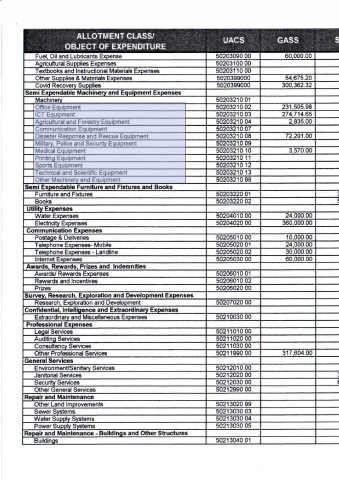 ALLOTMENT CLASS/ OBJECT OF EXPENDITURE UACS GASS S
Fuel, Oil and Lubricants Expense 50203090 00 60,000.00
Agricultural Supplies Expenses 50203100 00
Textbooks and Instructional Materials Expenses 50203110 00
Other Supplies & Materials Expenses 5020399000 54,675.20
Covid Recovery Supplies 5020399000 300,362.32
Semi Expendable Machinery and Equipment Expenses
Machinery 50203210 01
Office Equipment 50203210 02 231,505.98
ICT Equipment 50203210 03 274,714.65
Agricultural and Forestry Equipment 50203210 04 2,835.00
Communication Equipment 50203210 07
Disaster Response and Rescue Equipment 50203210 08 72,201.00
Military, Police and Security Equipment 50203210 09
Medical Equipment 50203210 10 3,570.00
Printing Equipment 50203210 11
Sports Equipment 50203210 12
Technical and Scientific Equipment 50203210 13
Other Machinery and Equipment 50203210 99
Semi Expendable Furniture and Fixtures and Books
Furniture and Fixtures 50203220 01
Books 50203220 02
Utility Expenses
Water Expenses 50204010 00 24,000.00
Electricity Expenses 50204020 00 360,000.00
Communication Expenses
Postage & Deliveries 50205010 00 10,000.00
Telephone Expenses- Mobile 50205020 01 24,000.00
Telephone Expenses - Landline 50205020 02 30,000.00
Internet Expenses 50205030 00 60,000.00
Awards, Rewards, Prizes and Indemnities
Awards/ Rewards Expenses 50206010 01
Rewards and Incentives 50206010 02
Prizes 50206020 00
Survey, Research, Exploration and Development Expenses
Research, Exploration and Development 50207020 00
Confidential, Intelligence and Extraordinary Expenses
Extraordinary and Miscellaneous Expenses 50210030 00
Professional Expenses
Legal Services 50211010 00
Auditing Services 50211020 00
Consultancy Services 50211030 00
Other Professional Services 50211990 00 317,604.00
General Services
Environment/Sanitary Services 50212010 00
Janitorial Services 50212020 00
Security Services 50212030 00
Other General Services 50212990 00
Repair and Maintenance
Other Land Improvements 50213020 99
Sewer Systems 50213030 03
Water Supply Systems 50213030 04
Power Supply Systems 50213030 05
Repair and Maintenance - Buildings and Other Structures
Buildings 50213040 01